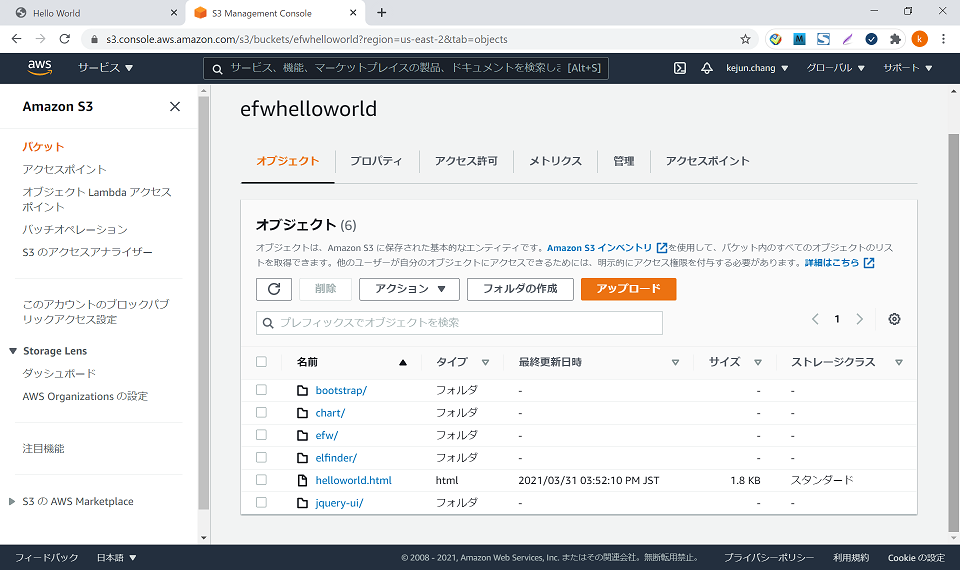 Hello World
S3 Management Console
s3.console.aws.amazon.com/s3/buckets/efwhelloworld?region=us-east-2&tab=objects
aws
サービス
サービス、機能、マーケットプレイスの製品、ドキュメントを検索しま [Alt+S]
kejun.chang
グローバル
サポート
Amazon S3
バケット
アクセスポイント
オブジェクト Lambda アクセス
ポイント
バッチオペレーション
S3 のアクセスアナライザー
このアカウントのブロックパブ
リックアクセス設定
Storage Lens
ダッシュボード
AWS Organizations の設定
注目機能
S3 の AWS Marketplace
efwhelloworld
オブジェクト
プロパティ
アクセス許可
メトリクス
管理
アクセスポイント
オブジェクト (6)
オブジェクトは、Amazon S3 に保存された基本的なエンティティです。Amazon S3 インベントリ を使用して、バケット内のすべてのオブジェクトのリス
トを取得できます。他のユーザーが自分のオブジェクトにアクセスできるためには、明示的にアクセス権限を付与する必要があります。詳細はこちら
削除
アクション
フォルダの作成
アップロード
プレフィックスでオブジェクトを検索
1
名前 タイプ 最終更新日時 サイズ ストレージクラス
bootstrap/ フォルダ - - -
chart/ フォルダ - - -
efw/ フォルダ - - -
elfinder/ フォルダ - - -
helloworld.html html 2021/03/31 03:52:10 PM JST 1.8 KB スタンダード
jquery-ui/ フォルダ - - -
フィードバック
日本語
© 2008 - 2021, Amazon Web Services, Inc. またはその関連会社。無断転用禁止。
プライバシーポリシー
利用規約
Cookie の設定